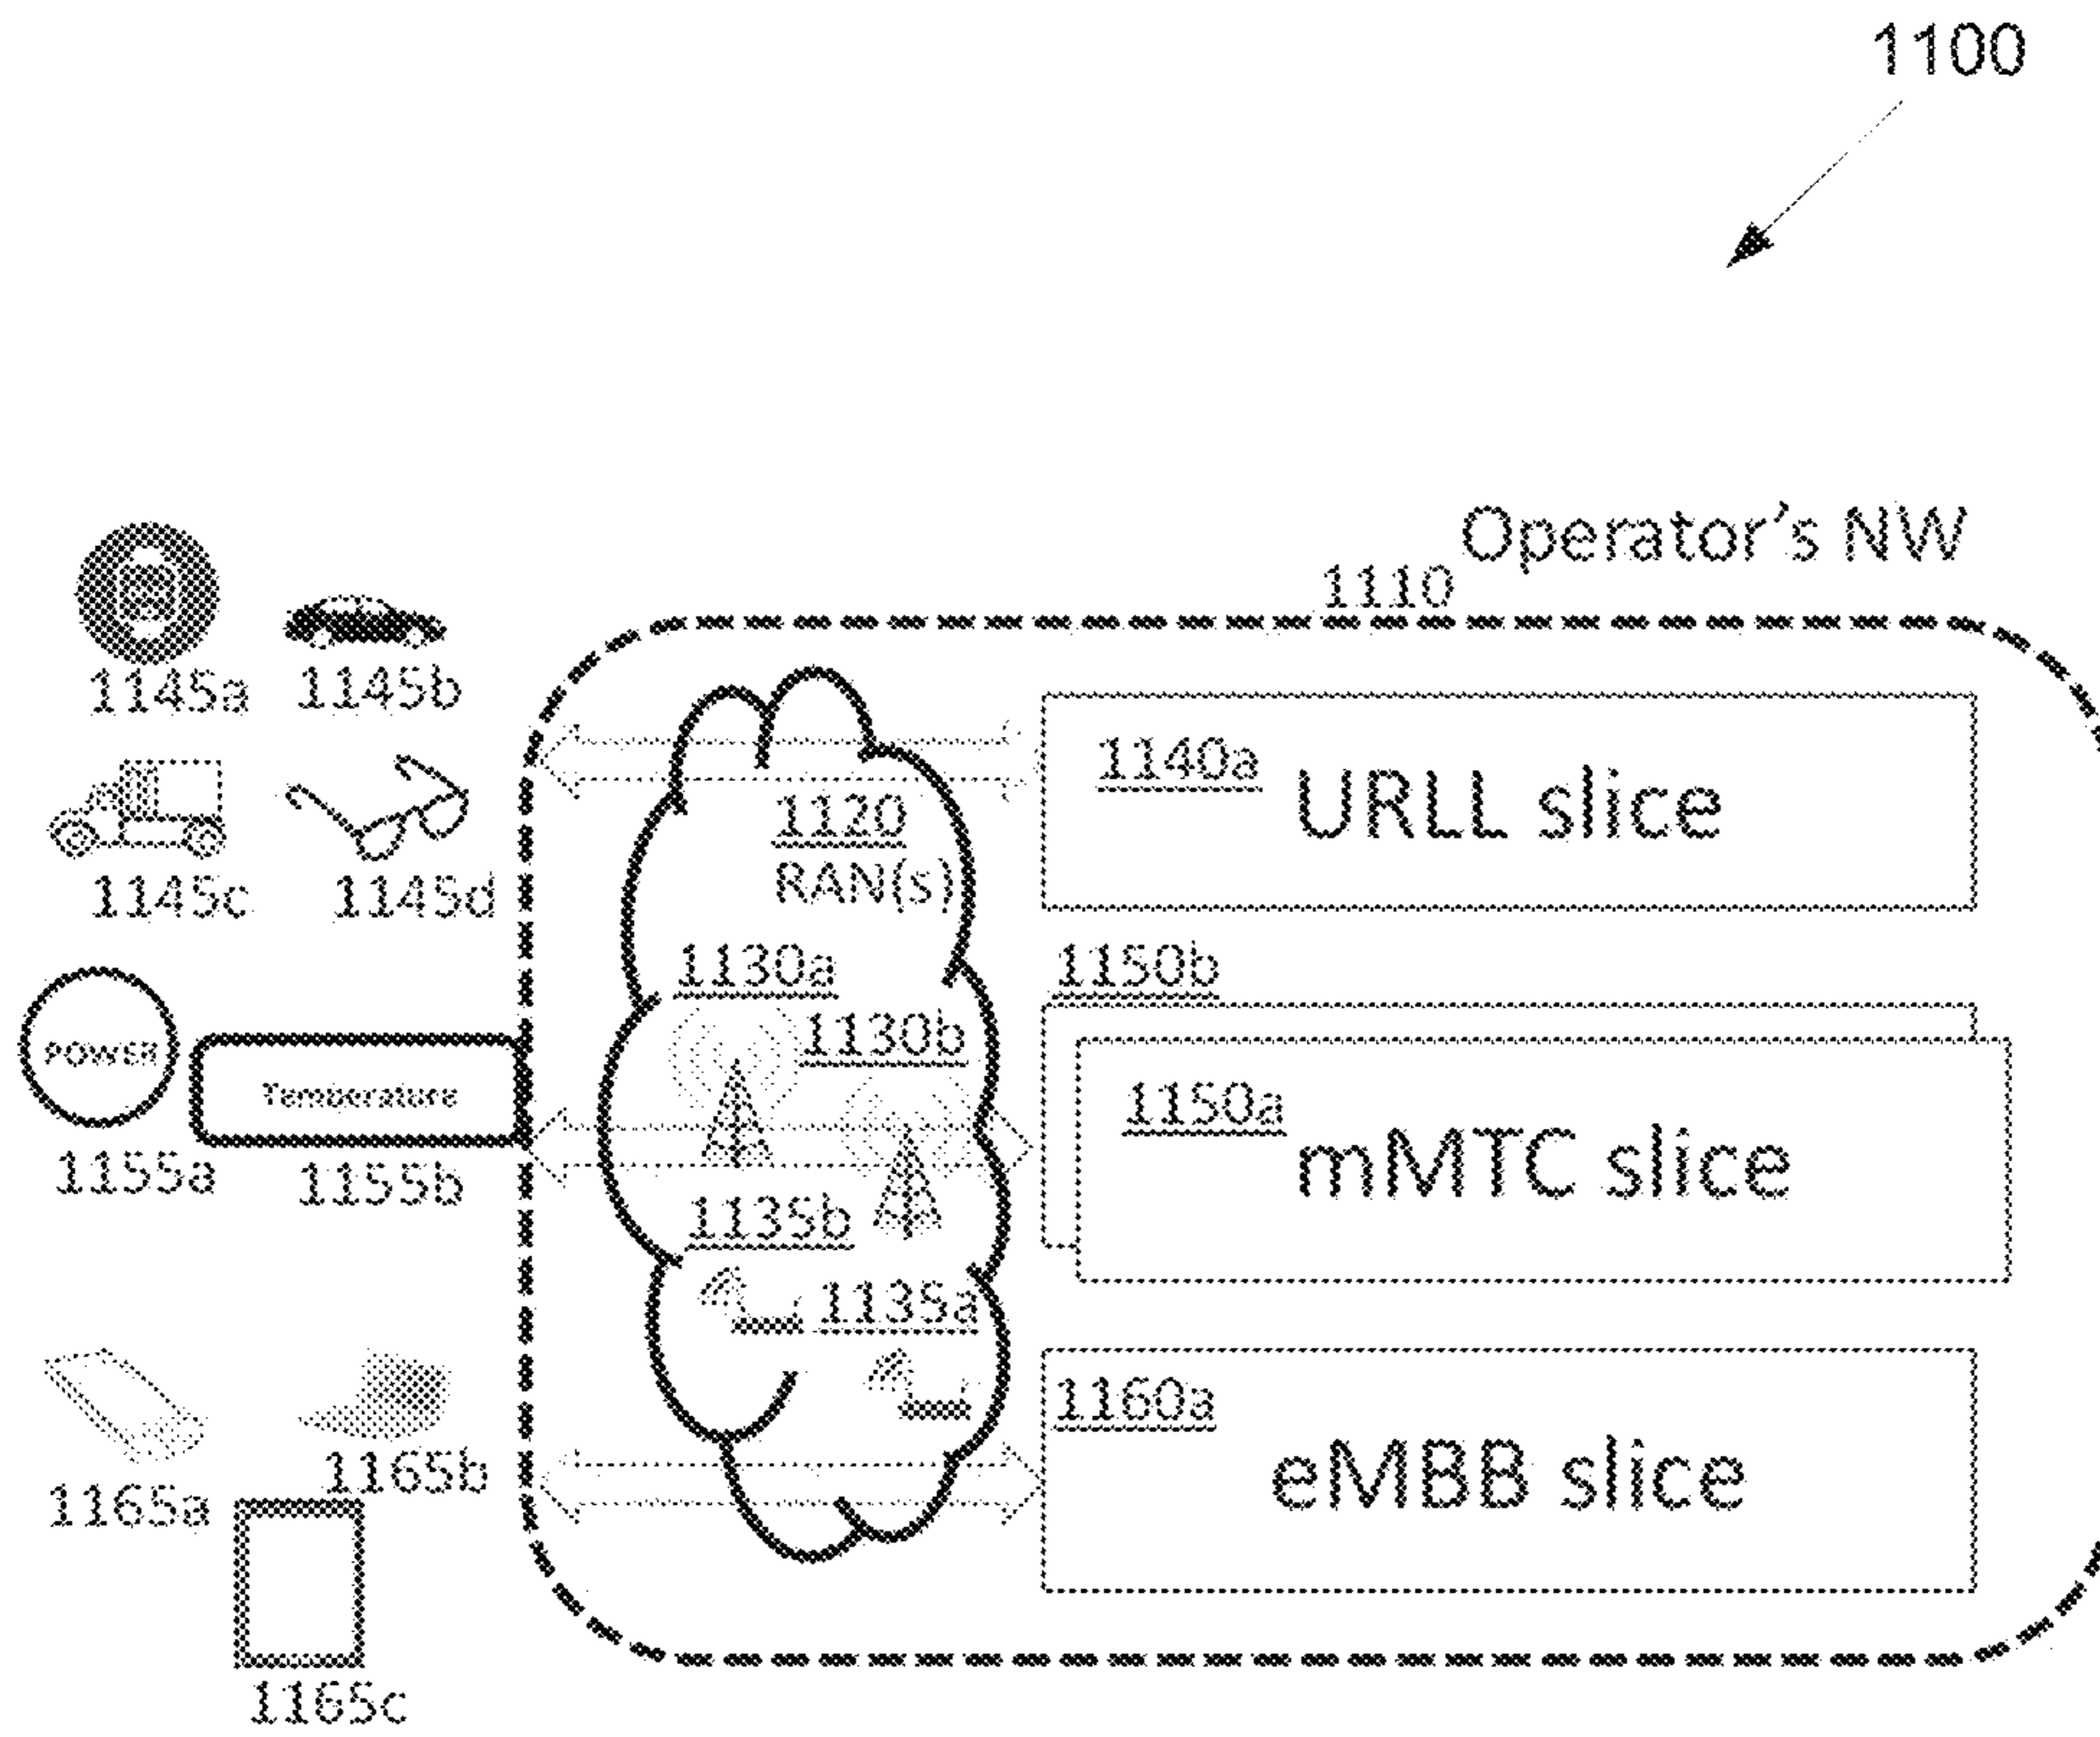 1100
Operator's NW
1110
1145a
1145b
1140a
URLL slice
1120
RAN(s)
1145c
1145d
1130a
1150b
1130b
POWER
Temperature
1150a
mMTC slice
1155a
1155b
1135b
1135a
1160a
eMBB slice
1165a
1165b
1165c